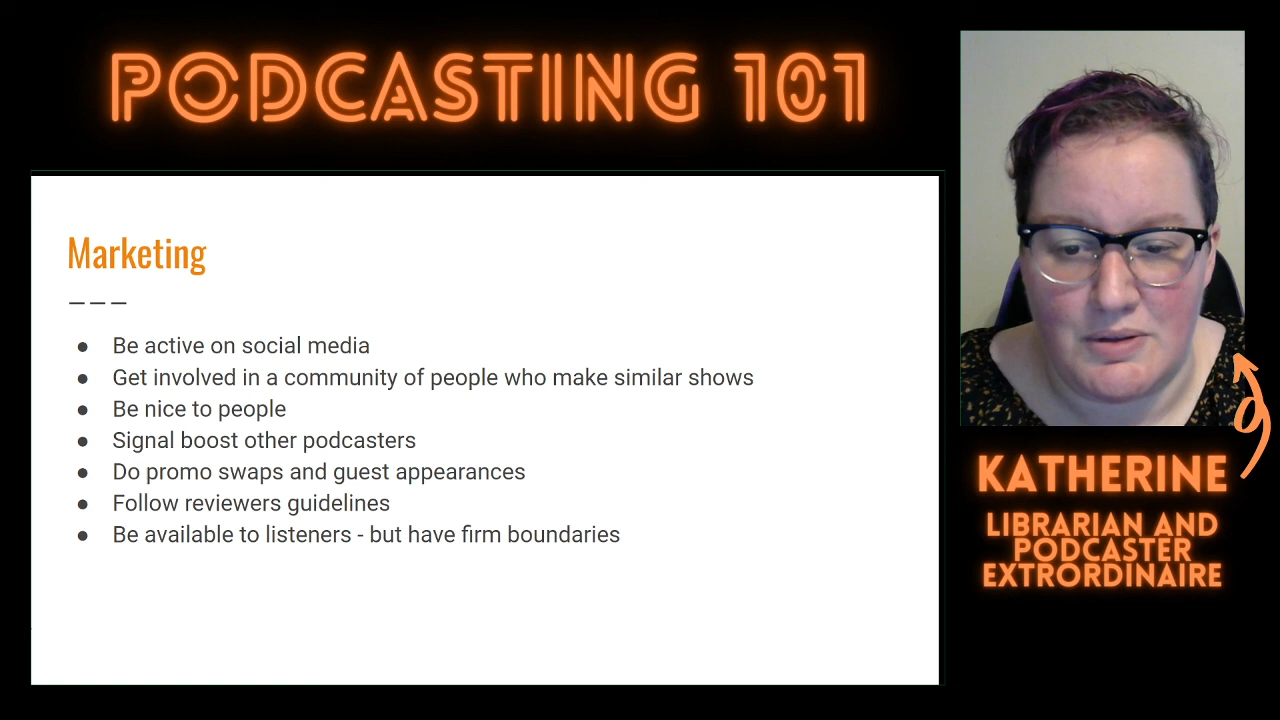 PODCASTING 101
Marketing
● Be active on social media
● Get involved in a community of people who make similar shows
● Be nice to people
● Signal boost other podcasters
● Do promo swaps and guest appearances
● Follow reviewers guidelines
● Be available to listeners - but have firm boundaries
KATHERINE
LIBRARIAN AND
PODCASTER
EXTRORDINAIRE